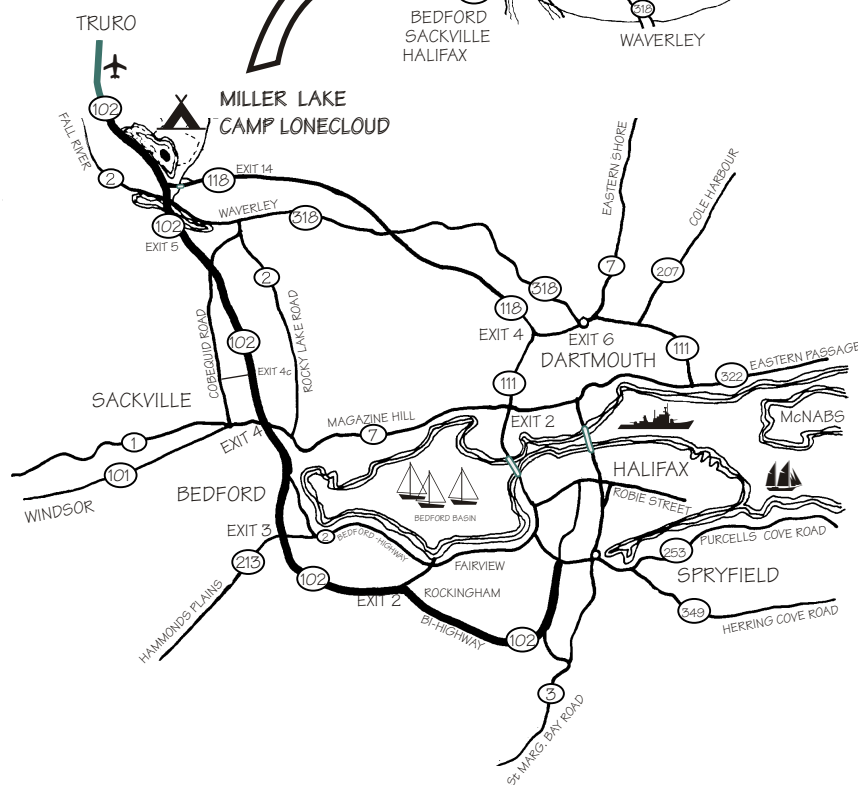 TRURO
BEDFORD
SACKVILLE
HALIFAX
318
WAVERLEY
102
MILLER LAKE
CAMP LONECLOUD
FALL RIVER
2
118
EXIT 14
102
EXIT 5
WAVERLEY
318
EASTERN SHORE
COLE HARBOUR
7
207
2
318
118
EXIT 4
EXIT 6
DARTMOUTH
111
COBEQUID ROAD
102
ROCKY LAKE ROAD
EXIT 4c
111
322
EASTERN PASSAGE
SACKVILLE
MAGAZINE HILL
7
EXIT 2
McNABS
1
EXIT 4
101
WINDSOR
BEDFORD
HALIFAX
ROBIE STREET
BEDFORD BASIN
EXIT 3
2
BEDFORD-HIGHWAY
253
PURCELLS COVE ROAD
213
FAIRVIEW
SPRYFIELD
102
EXIT 2
ROCKINGHAM
HAMMONDS PLAINS
BI-HIGHWAY
102
349
HERRING COVE ROAD
3
St MARG. BAY ROAD